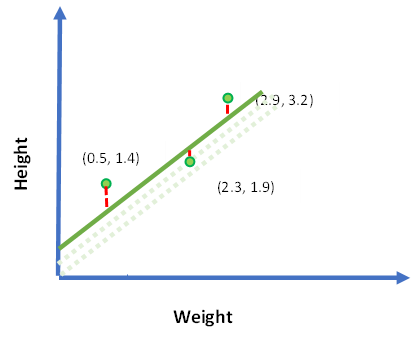 (2.9, 3.2)
(0.5, 1.4)
(2.3, 1.9)
Height
Weight